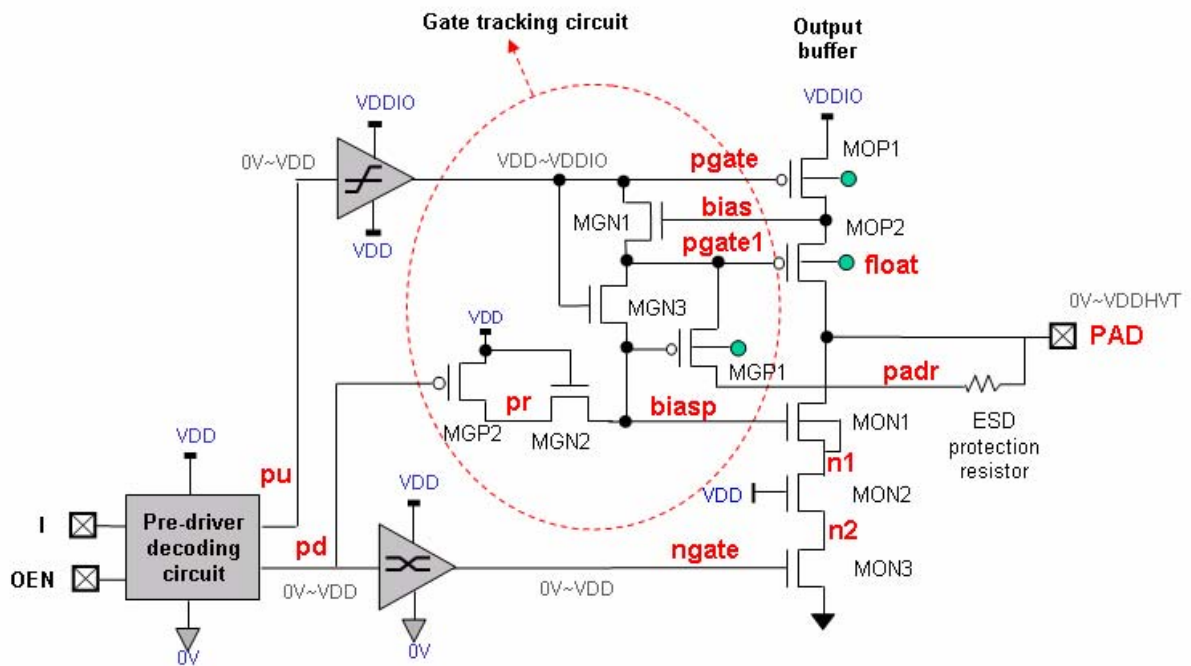 Gate tracking circuit
Output
buffer
VDDIO
VDDIO
0V~VDD
VDD~VDDIO
pgate
MOP1
VDD
MGN1
bias
MOP2
pgate1
float
MGN3
0V~VDDHVT
PAD
VDD
MGP1
padr
pr
biasp
MON1
ESD
protection
resistor
MGP2
MGN2
n1
VDD
pu
VDD
VDD
MON2
I
Pre-driver
decoding
circuit
pd
n2
ngate
OEN
MON3
0V~VDD
0V~VDD
0V
0V